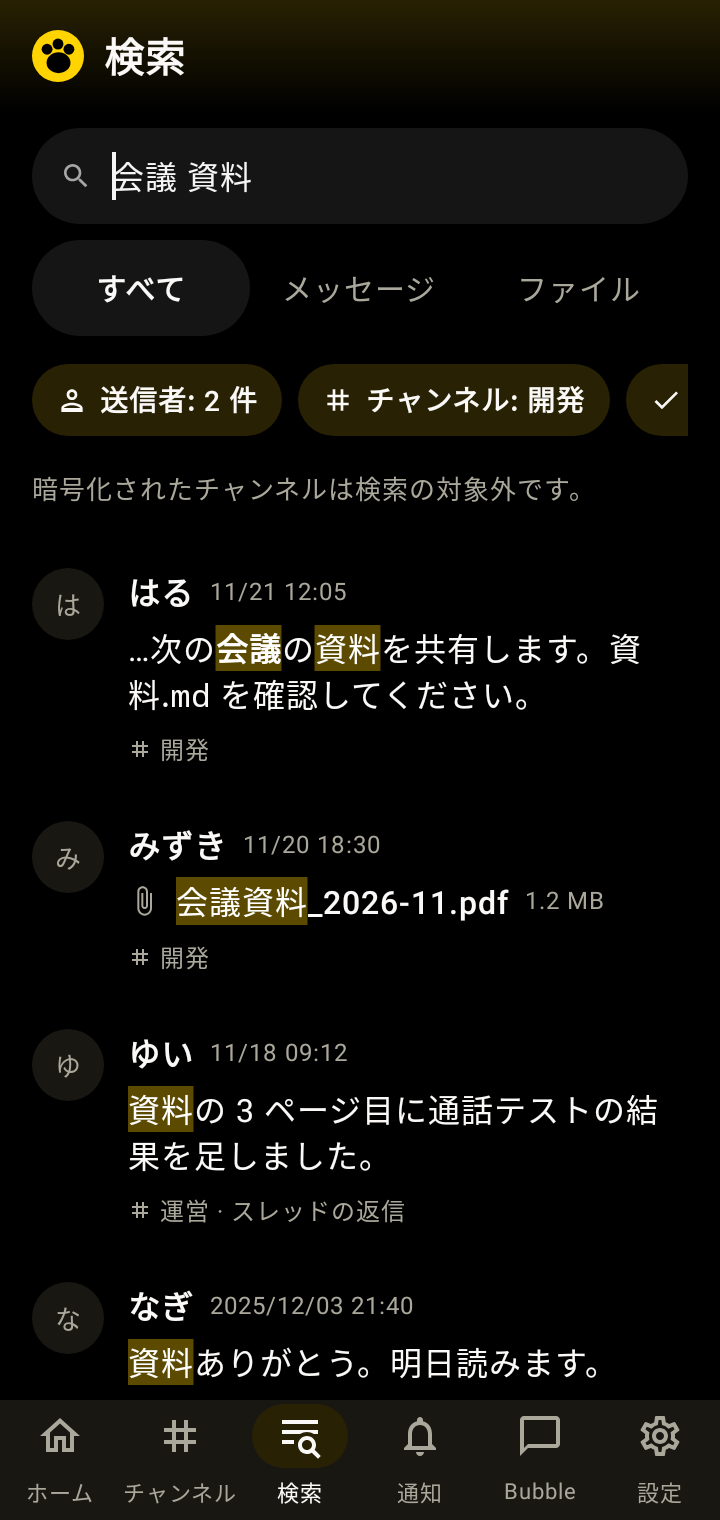 検索
会議 資料
すべて
メッセージ
ファイル
送信者: 2 件
チャンネル: 開発
暗号化されたチャンネルは検索の対象外です。
は
はる 11/21 12:05
…次の会議の資料を共有します。資
料.md を確認してください。
# 開発
み
みずき 11/20 18:30
会議資料_2026-11.pdf 1.2 MB
# 開発
ゆ
ゆい 11/18 09:12
資料の 3 ページ目に通話テストの結
果を足しました。
# 運営 · スレッドの返信
な
なぎ 2025/12/03 21:40
資料ありがとう。明日読みます。
ホーム
チャンネル
検索
通知
Bubble
設定